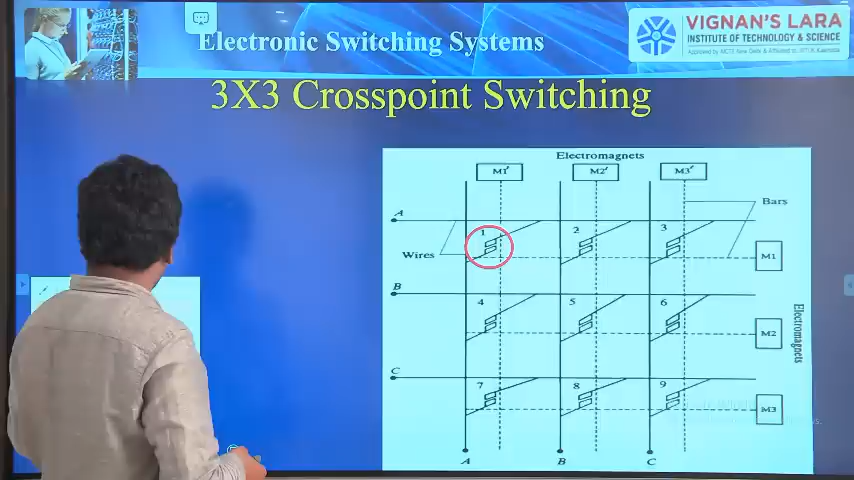 Electronic Switching Systems
VIGNAN'S LARA
INSTITUTE OF TECHNOLOGY & SCIENCE
3X3 Crosspoint Switching
Electromagnets
M1′
M2′
M3′
Bars
A
1
2
3
Wires
M1
B
4
5
6
M2
Electromagnets
C
7
8
9
M3
A
B
C